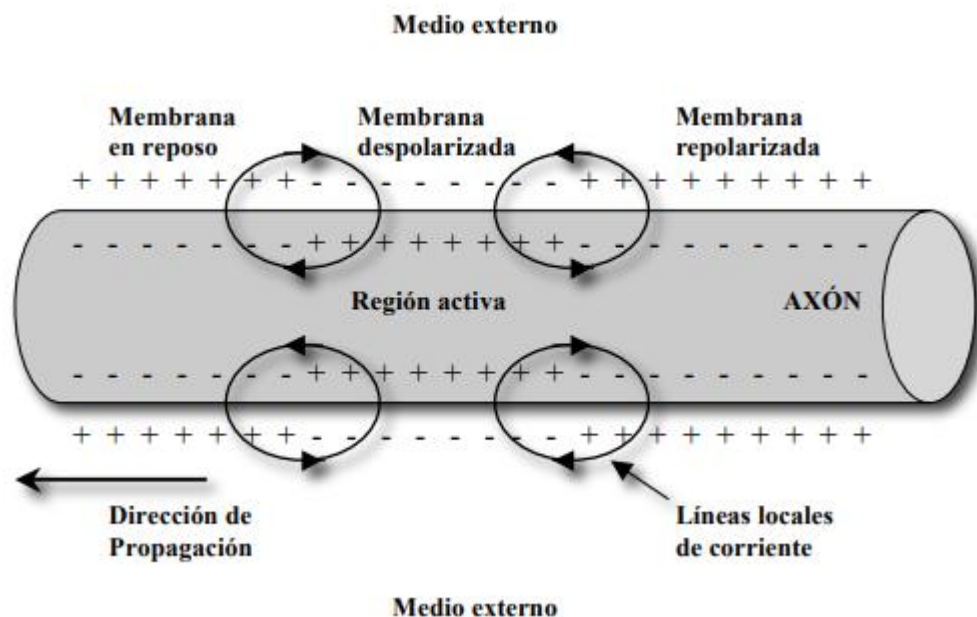 Medio externo
Membrana
en reposo
Membrana
despolarizada
Membrana
repolarizada
+ + + + + + + - - - - - - - - + + + + + + + + +
- - - - - - - + + + + + + + + - - - - - - - - -
Región activa
AXÓN
- - - - - - - + + + + + + + + - - - - - - - - -
+ + + + + + + - - - - - - - - + + + + + + + + +
Dirección de
Propagación
Líneas locales
de corriente
Medio externo